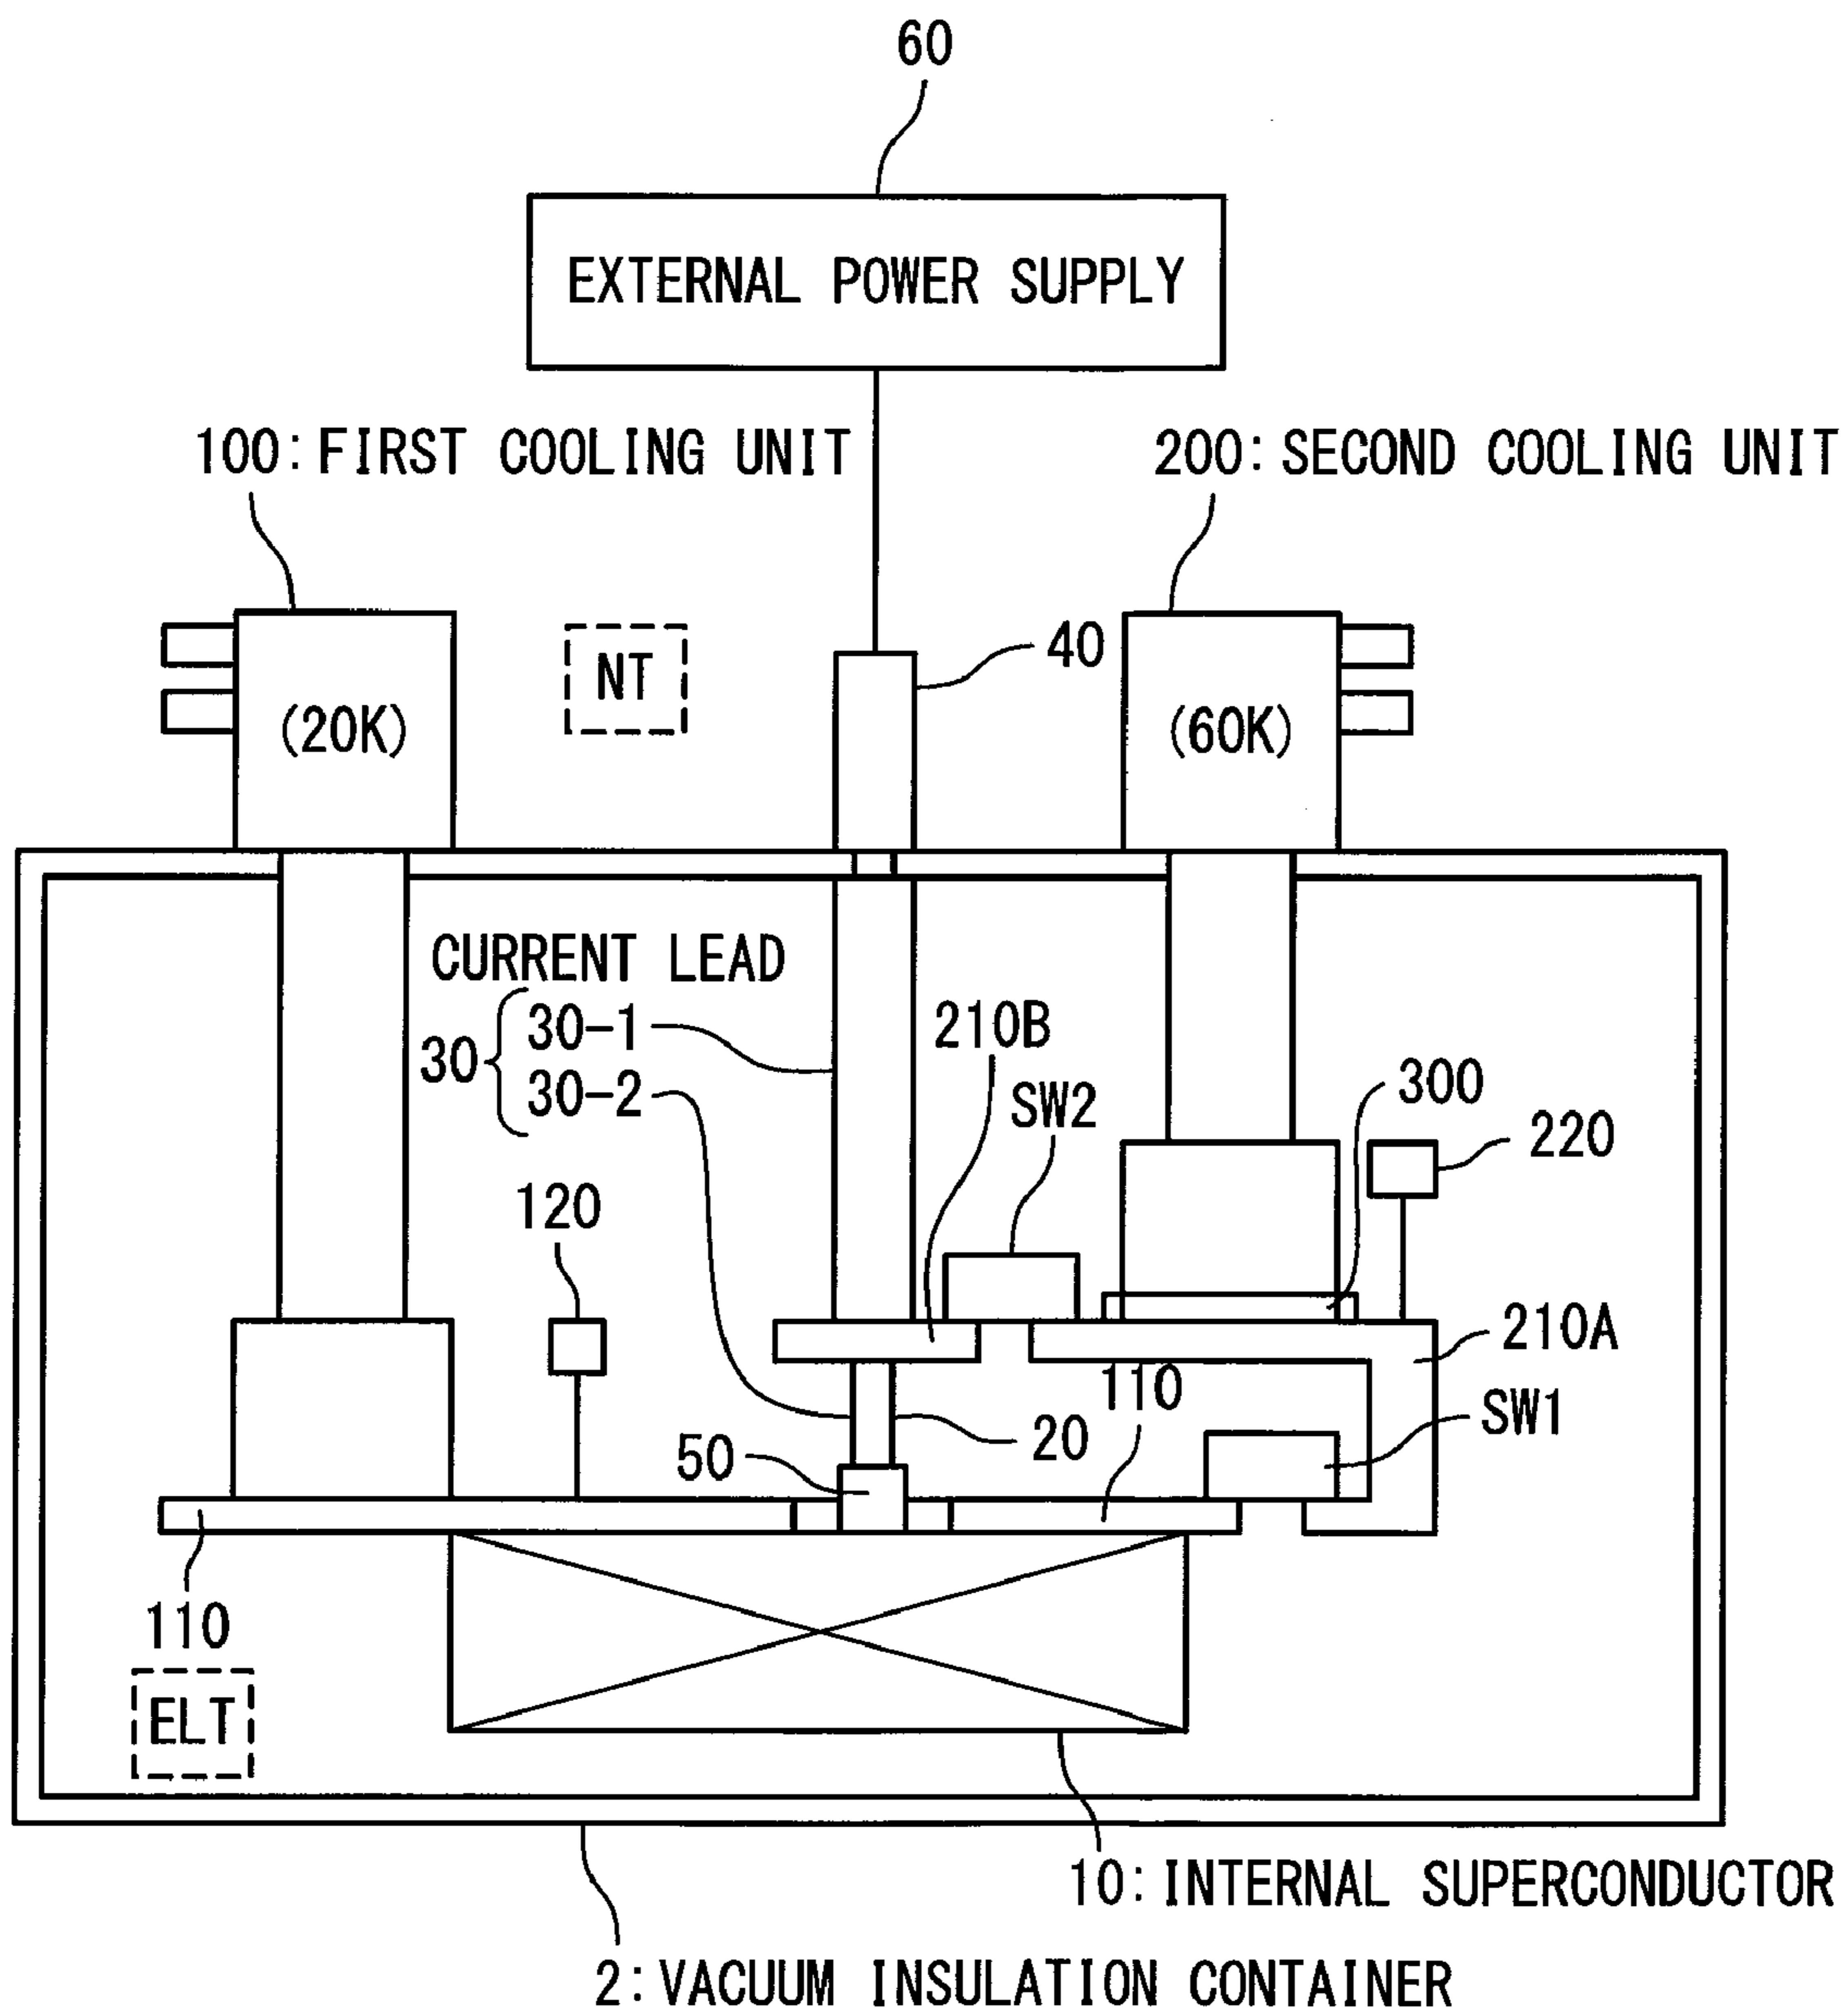 60
EXTERNAL POWER SUPPLY
100:FIRST COOLING UNIT
200:SECOND COOLING UNIT
40
NT
(20K)
(60K)
CURRENT LEAD
30
30-1
30-2
210B
SW2
300
220
120
210A
110
SW1
20
50
110
ELT
10:INTERNAL SUPERCONDUCTOR
2:VACUUM INSULATION CONTAINER